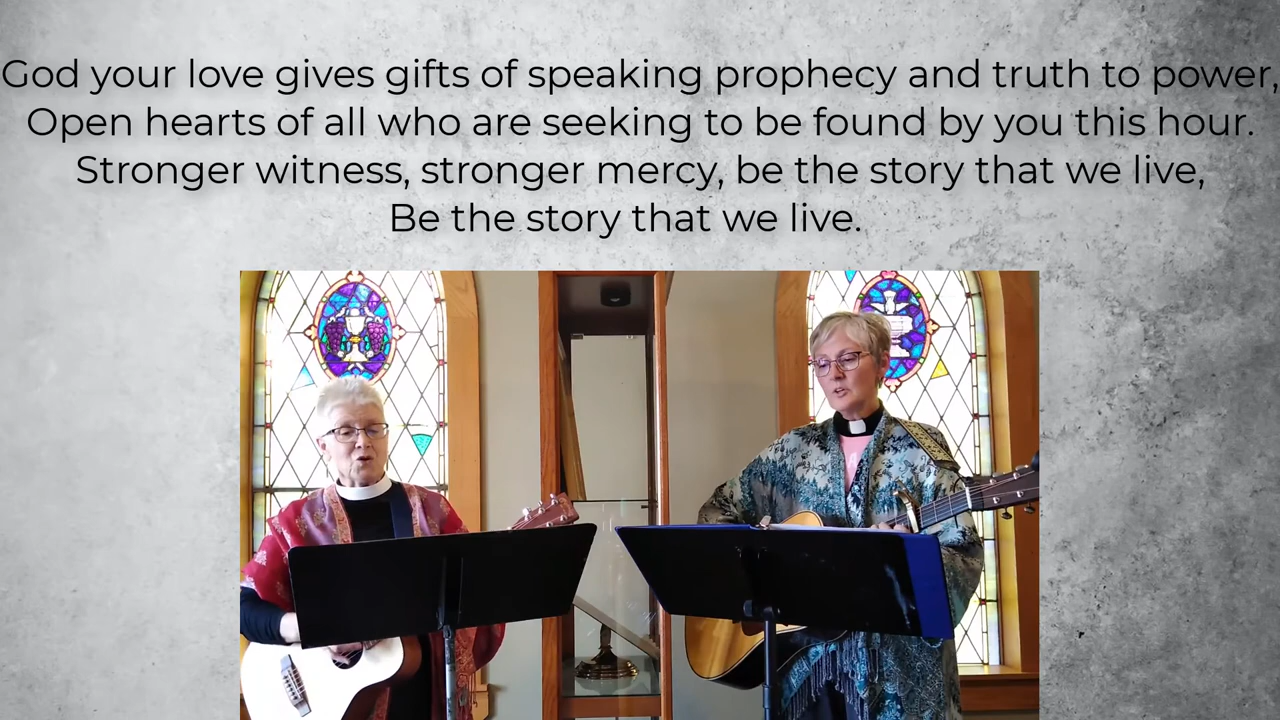 God your love gives gifts of speaking prophecy and truth to power,
Open hearts of all who are seeking to be found by you this hour.
Stronger witness, stronger mercy, be the story that we live,
Be the story that we live.